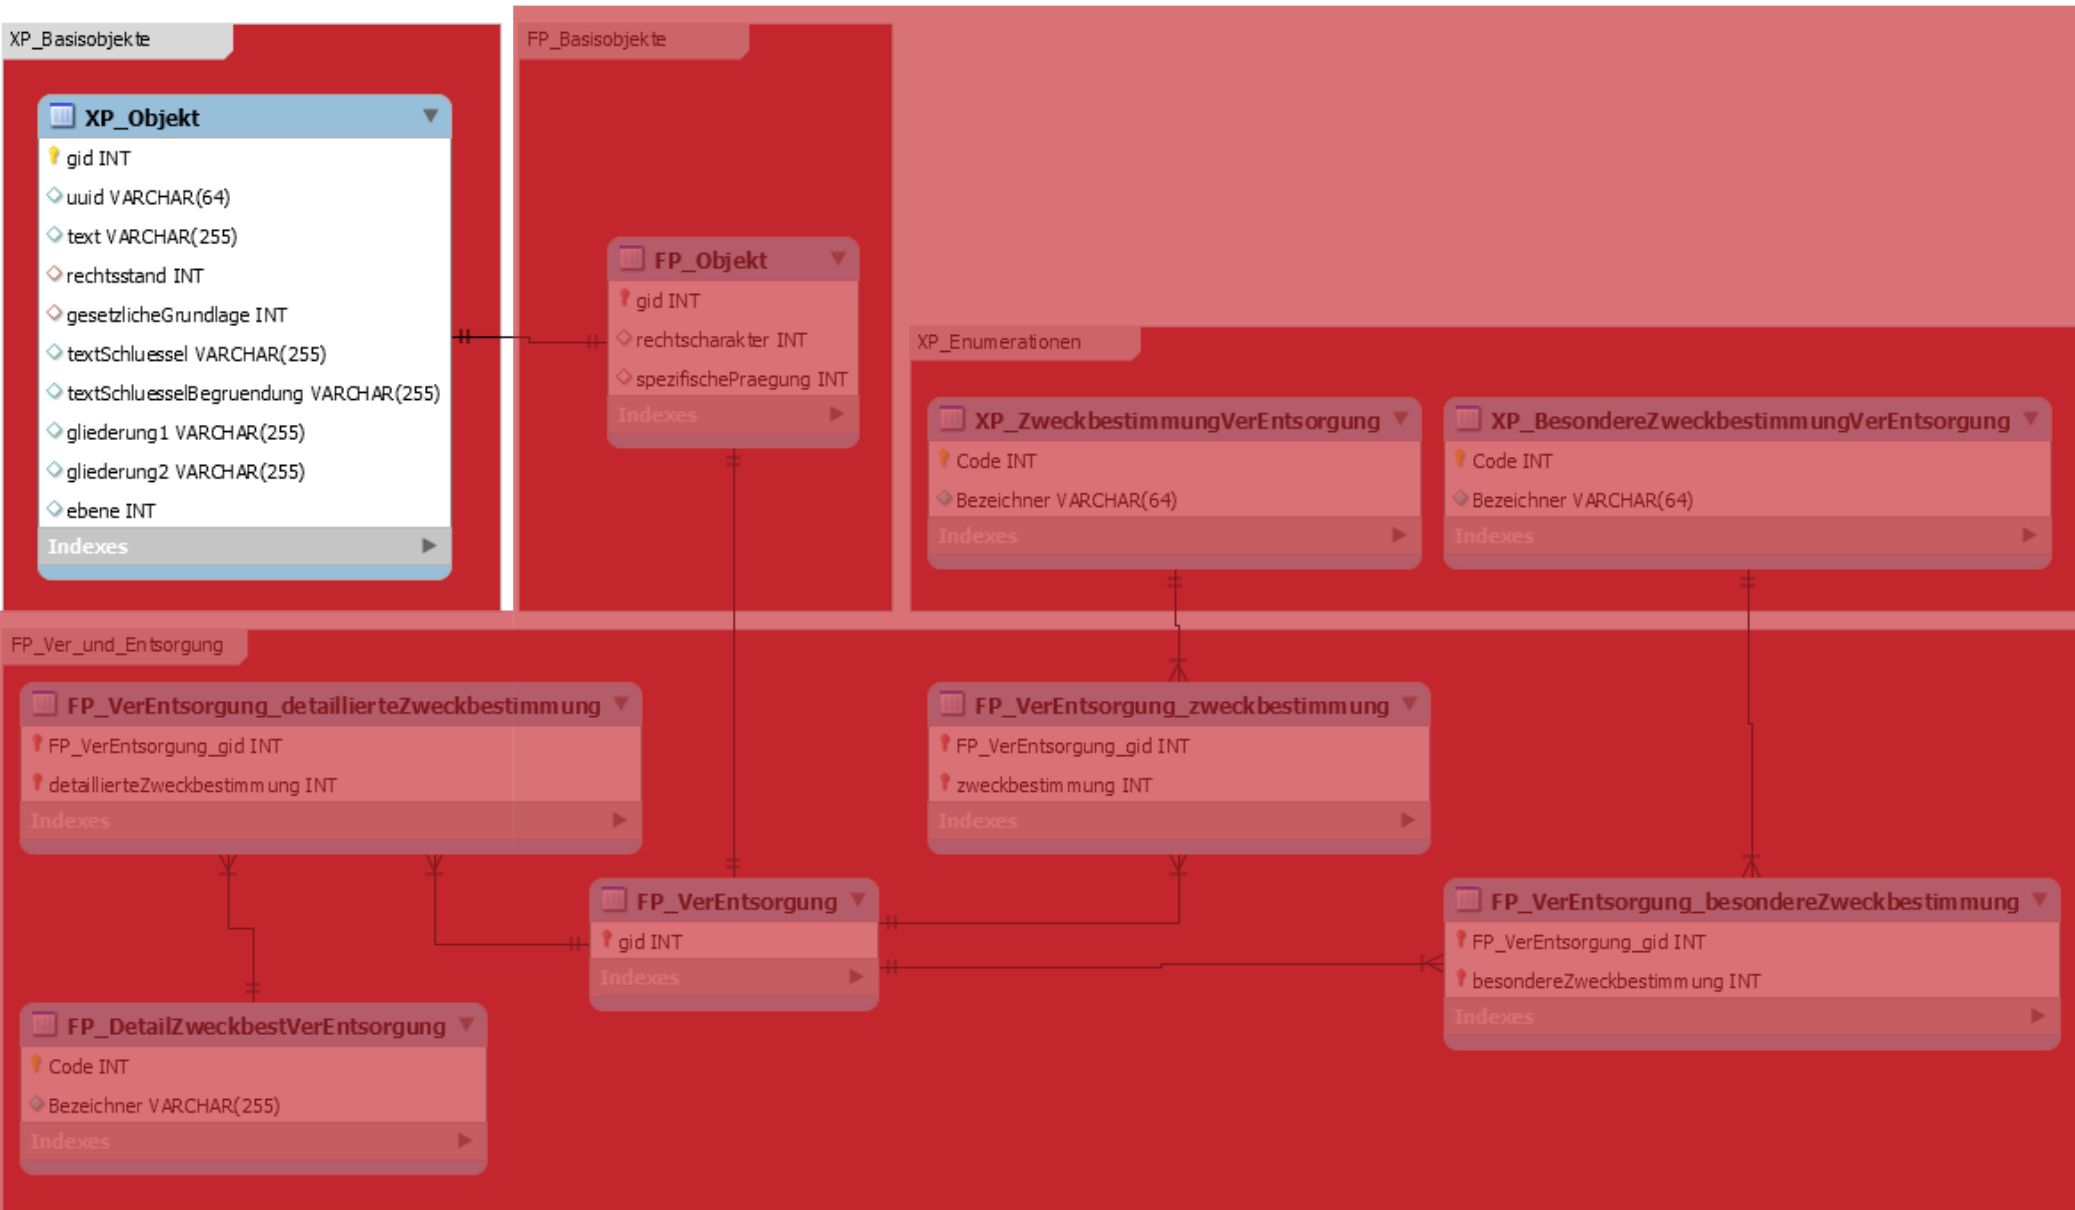 XP_Basisobjekte
XP_Objekt
gid INT
uuid VARCHAR(64)
text VARCHAR(255)
rechtsstand INT
gesetzlicheGrundlage INT
textSchluessel VARCHAR(255)
textSchluesselBegruendung VARCHAR(255)
gliederung1 VARCHAR(255)
gliederung2 VARCHAR(255)
ebene INT
Indexes
FP_Basisobjekte
FP_Objekt
gid INT
rechtscharakter INT
spezifischePraegung INT
Indexes
XP_Enumerationen
XP_ZweckbestimmungVerEntsorgung
Code INT
Bezeichner VARCHAR(64)
Indexes
XP_BesondereZweckbestimmungVerEntsorgung
Code INT
Bezeichner VARCHAR(64)
Indexes
FP_Ver_und_Entsorgung
FP_VerEntsorgung_detaillierteZweckbestimmung
FP_VerEntsorgung_gid INT
detaillierteZweckbestimmung INT
Indexes
FP_VerEntsorgung_zweckbestimmung
FP_VerEntsorgung_gid INT
zweckbestimmung INT
Indexes
FP_VerEntsorgung
gid INT
Indexes
FP_VerEntsorgung_besondereZweckbestimmung
FP_VerEntsorgung_gid INT
besondereZweckbestimmung INT
Indexes
FP_DetailZweckbestVerEntsorgung
Code INT
Bezeichner VARCHAR(255)
Indexes